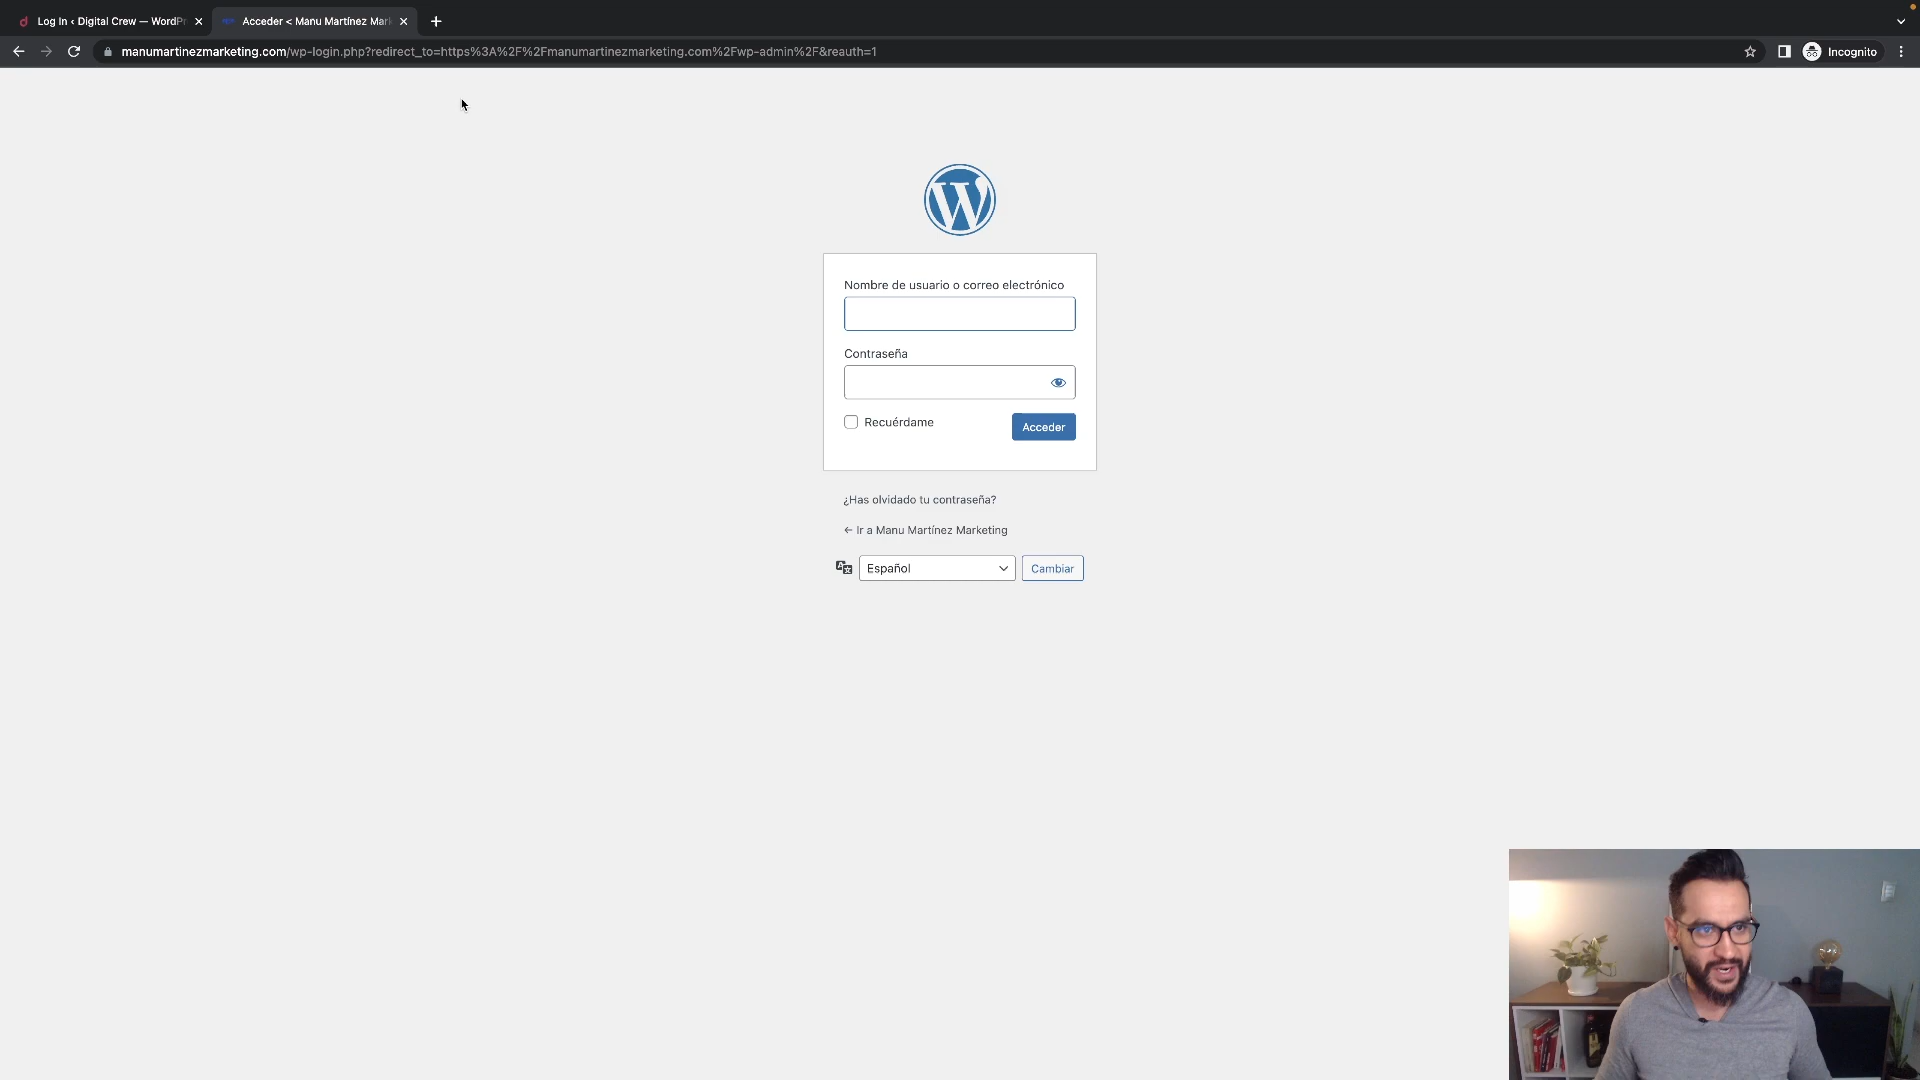 Log In ‹ Digital Crew — WordPr
Acceder < Manu Martínez Mark
manumartinezmarketing.com/wp-login.php?redirect_to=https%3A%2F%2Fmanumartinezmarketing.com%2Fwp-admin%2F&reauth=1
Incognito
Nombre de usuario o correo electrónico
Contraseña
Recuérdame
Acceder
¿Has olvidado tu contraseña?
← Ir a Manu Martínez Marketing
Español
Cambiar